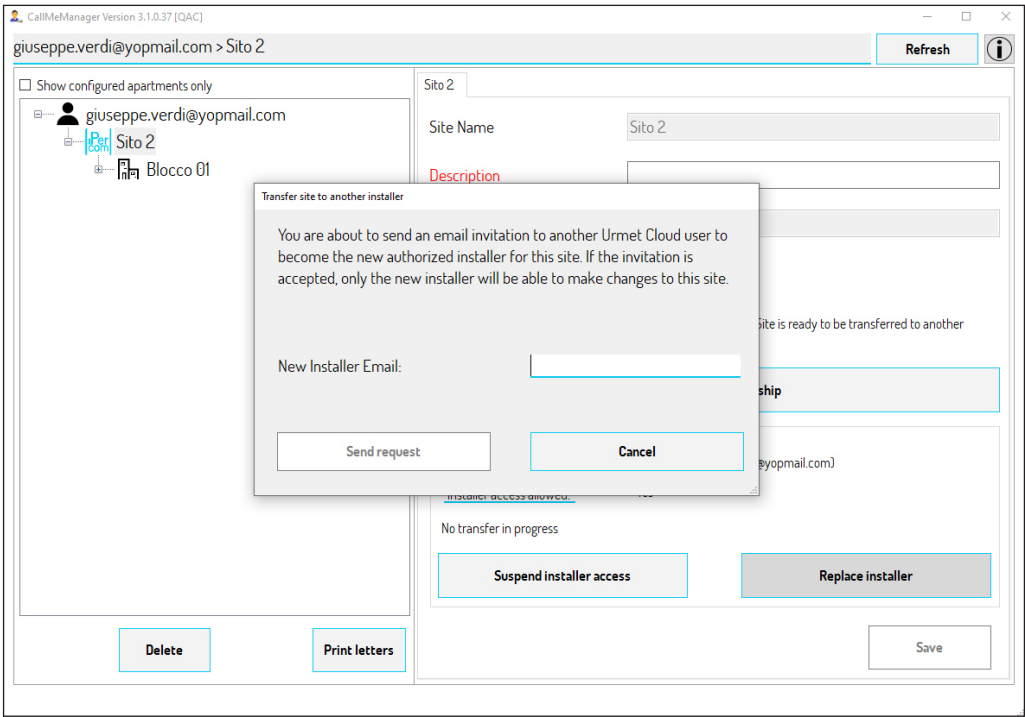 CallMeManager Version 3.1.0.37 [QAC]
giuseppe.verdi@yopmail.com > Sito 2
Refresh
Show configured apartments only
giuseppe.verdi@yopmail.com
iPer
com
Sito 2
Blocco 01
Sito 2
Site Name
Sito 2
Description
Transfer site to another installer
You are about to send an email invitation to another Urmet Cloud user to
become the new authorized installer for this site. If the invitation is
accepted, only the new installer will be able to make changes to this site.
New Installer Email:
Send request
Cancel
Site is ready to be transferred to another
ship
@yopmail.com)
Installer access allowed:
Yes
No transfer in progress
Suspend installer access
Replace installer
Delete
Print letters
Save